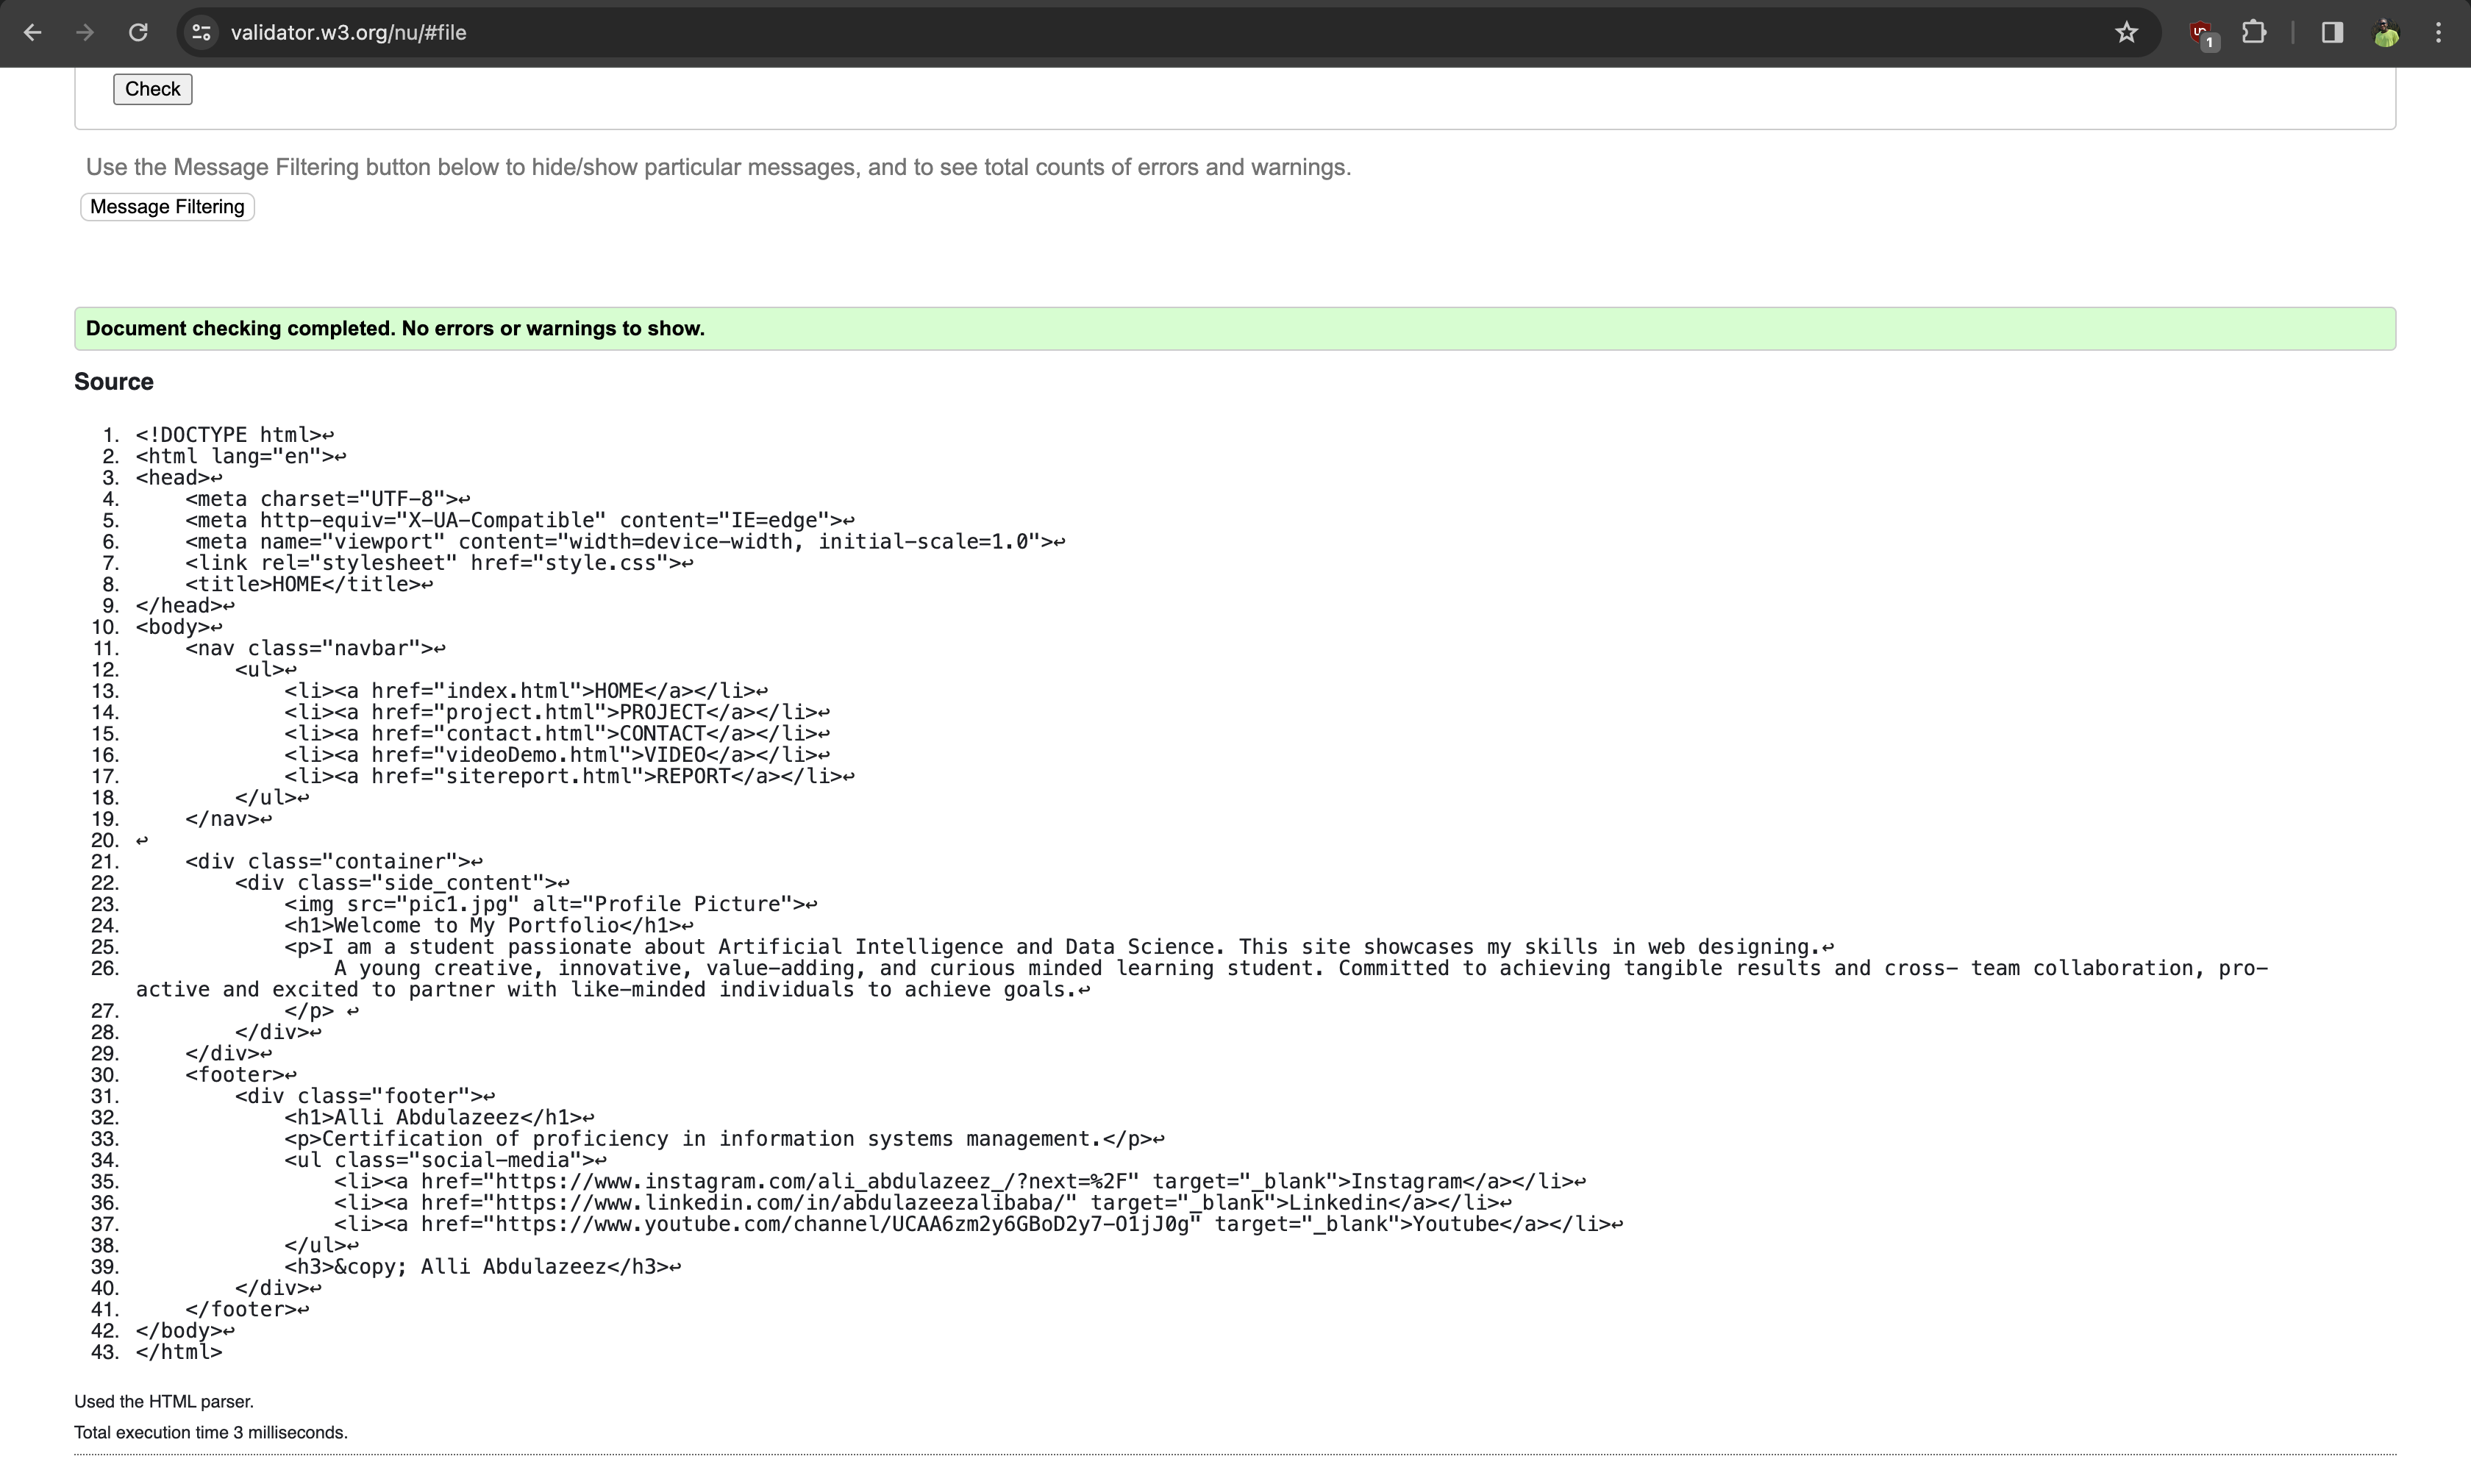 validator.w3.org/nu/#file
1
Check
Use the Message Filtering button below to hide/show particular messages, and to see total counts of errors and warnings.
Message Filtering
Document checking completed. No errors or warnings to show.
Source
1. <!DOCTYPE html>↩
2. <html lang="en">↩
3. <head>↩
4.     <meta charset="UTF-8">↩
5.     <meta http-equiv="X-UA-Compatible" content="IE=edge">↩
6.     <meta name="viewport" content="width=device-width, initial-scale=1.0">↩
7.     <link rel="stylesheet" href="style.css">↩
8.     <title>HOME</title>↩
9. </head>↩
10. <body>↩
11.     <nav class="navbar">↩
12.         <ul>↩
13.             <li><a href="index.html">HOME</a></li>↩
14.             <li><a href="project.html">PROJECT</a></li>↩
15.             <li><a href="contact.html">CONTACT</a></li>↩
16.             <li><a href="videoDemo.html">VIDEO</a></li>↩
17.             <li><a href="sitereport.html">REPORT</a></li>↩
18.         </ul>↩
19.     </nav>↩
20. ↩
21.     <div class="container">↩
22.         <div class="side_content">↩
23.             <img src="pic1.jpg" alt="Profile Picture">↩
24.             <h1>Welcome to My Portfolio</h1>↩
25.             <p>I am a student passionate about Artificial Intelligence and Data Science. This site showcases my skills in web designing.↩
26.                 A young creative, innovative, value-adding, and curious minded learning student. Committed to achieving tangible results and cross- team collaboration, pro-
active and excited to partner with like-minded individuals to achieve goals.↩
27.             </p> ↩
28.         </div>↩
29.     </div>↩
30.     <footer>↩
31.         <div class="footer">↩
32.             <h1>Alli Abdulazeez</h1>↩
33.             <p>Certification of proficiency in information systems management.</p>↩
34.             <ul class="social-media">↩
35.                 <li><a href="https://www.instagram.com/ali_abdulazeez_/?next=%2F" target="_blank">Instagram</a></li>↩
36.                 <li><a href="https://www.linkedin.com/in/abdulazeezalibaba/" target="_blank">Linkedin</a></li>↩
37.                 <li><a href="https://www.youtube.com/channel/UCAA6zm2y6GBoD2y7-O1jJ0g" target="_blank">Youtube</a></li>↩
38.             </ul>↩
39.             <h3>&copy; Alli Abdulazeez</h3>↩
40.         </div>↩
41.     </footer>↩
42. </body>↩
43. </html>
Used the HTML parser.
Total execution time 3 milliseconds.